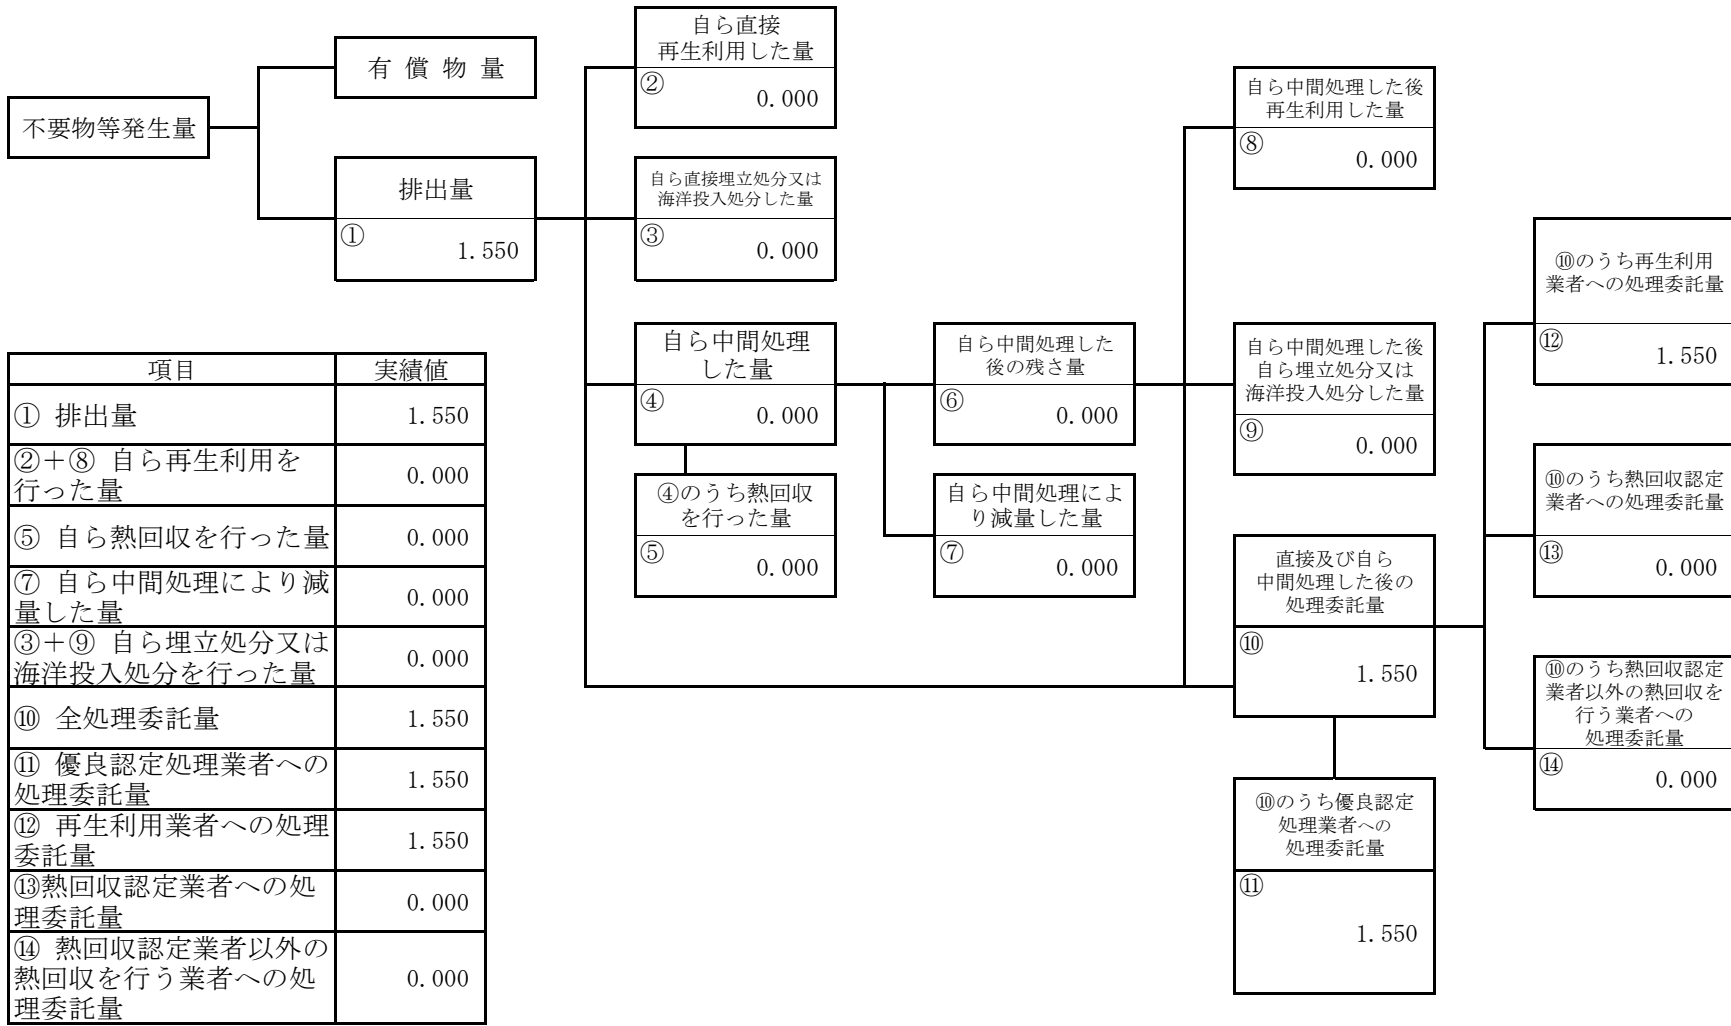 不要物等発生量
有 償 物 量
排出量
①
1.550
自ら直接
再生利用した量
②
0.000
自ら直接埋立処分又は
海洋投入処分した量
③
0.000
自ら中間処理
した量
④
0.000
④のうち熱回収
を行った量
⑤
0.000
自ら中間処理した
後の残さ量
⑥
0.000
自ら中間処理によ
り減量した量
⑦
0.000
自ら中間処理した後
再生利用した量
⑧
0.000
自ら中間処理した後
自ら埋立処分又は
海洋投入処分した量
⑨
0.000
直接及び自ら
中間処理した後の
処理委託量
⑩
1.550
⑩のうち優良認定
処理業者への
処理委託量
⑪
1.550
⑩のうち再生利用
業者への処理委託量
⑫
1.550
⑩のうち熱回収認定
業者への処理委託量
⑬
0.000
⑩のうち熱回収認定
業者以外の熱回収を
行う業者への
処理委託量
⑭
0.000
項目 実績値
① 排出量 1.550
②＋⑧ 自ら再生利用を
行った量 0.000
⑤ 自ら熱回収を行った量 0.000
⑦ 自ら中間処理により減
量した量 0.000
③＋⑨ 自ら埋立処分又は
海洋投入処分を行った量 0.000
⑩ 全処理委託量 1.550
⑪ 優良認定処理業者への
処理委託量 1.550
⑫ 再生利用業者への処理
委託量 1.550
⑬熱回収認定業者への処
理委託量 0.000
⑭ 熱回収認定業者以外の
熱回収を行う業者への処
理委託量 0.000